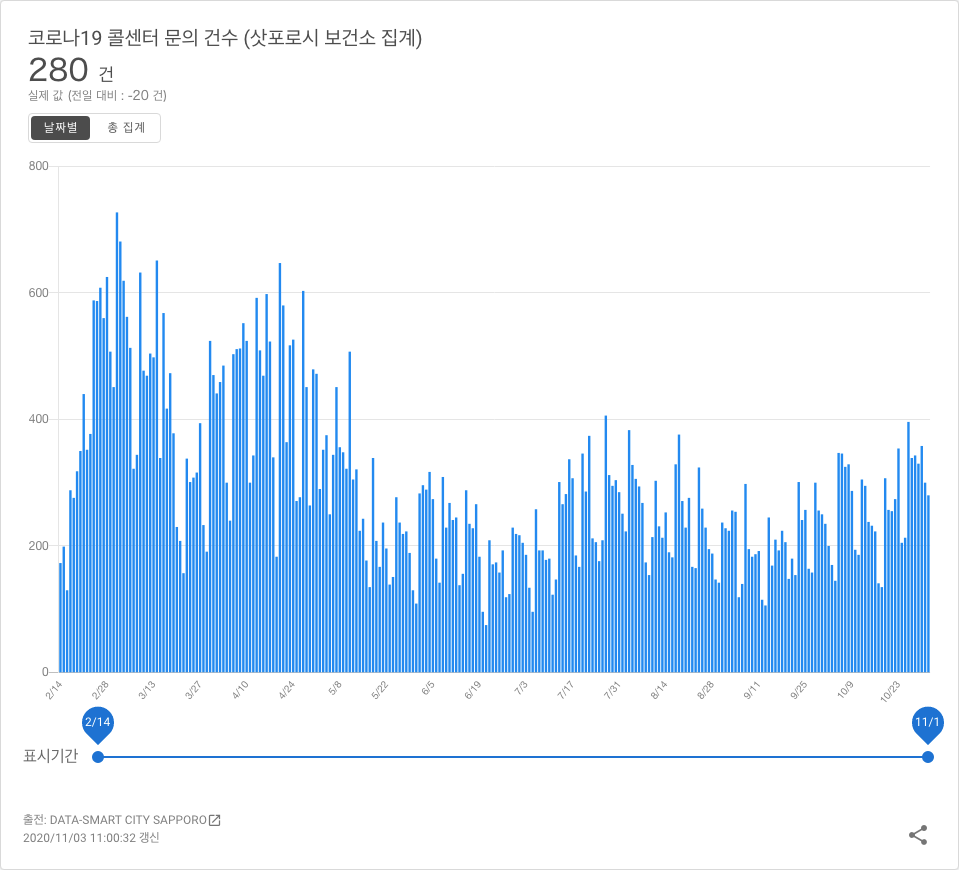 코로나19 콜센터 문의 건수 (삿포로시 보건소 집계)
280 건
실제 값 (전일 대비 : -20 건)
날짜별 총 집계
800
600
400
200
0
2/14 2/28 3/13 3/27 4/10 4/24 5/8 5/22 6/5 6/19 7/3 7/17 7/31 8/14 8/28 9/11 9/25 10/9 10/23
2/14 11/1
표시기간
출전: DATA-SMART CITY SAPPORO
2020/11/03 11:00:32 갱신